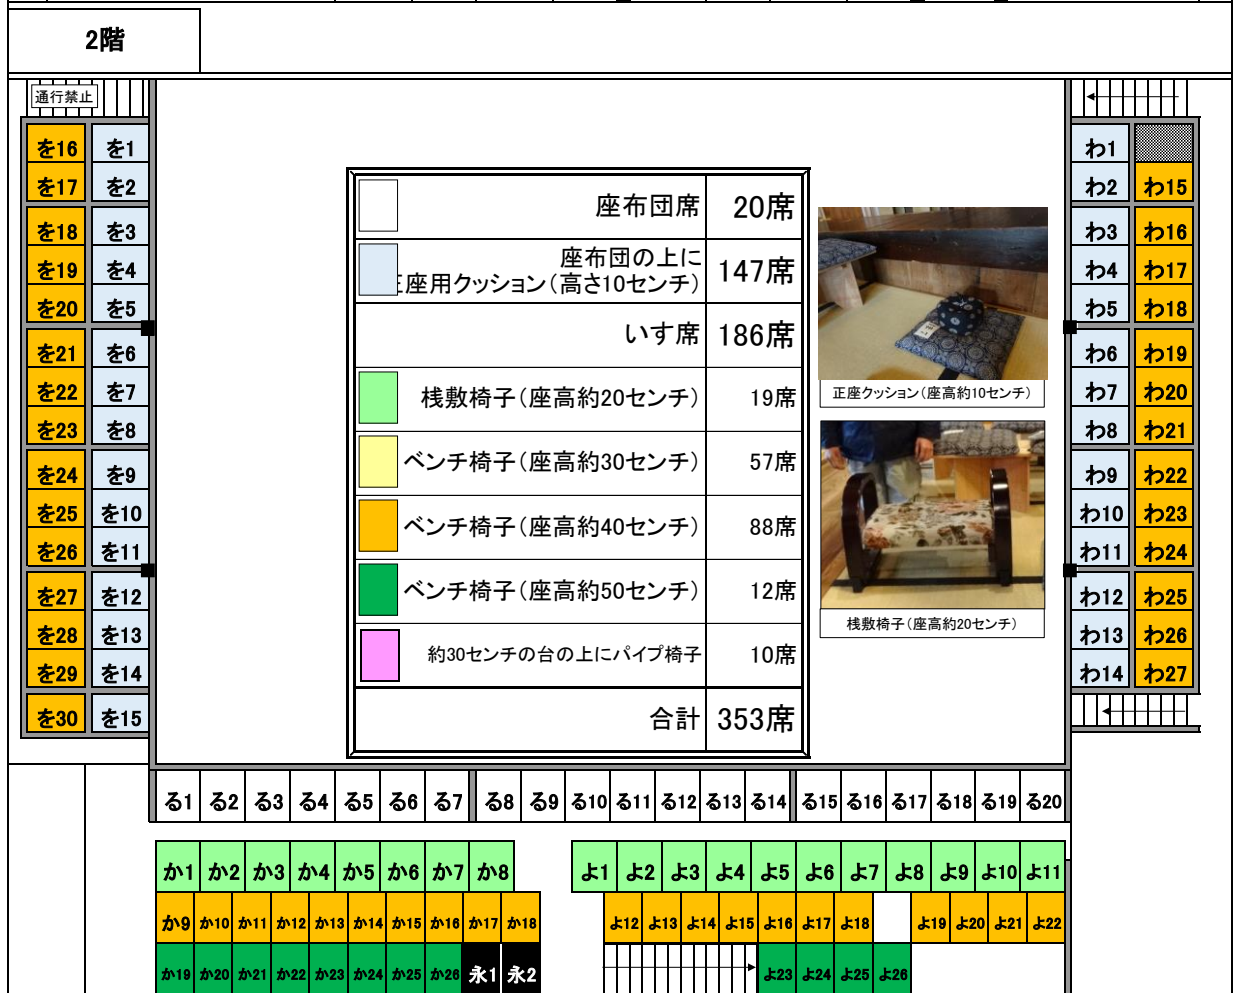 2階
通行禁止
を16 を1
を17 を2
を18 を3
を19 を4
を20 を5
を21 を6
を22 を7
を23 を8
を24 を9
を25 を10
を26 を11
を27 を12
を28 を13
を29 を14
を30 を15
座布団席 20席
座布団の上に
正座用クッション（高さ10センチ） 147席
いす席 186席
桟敷椅子（座高約20センチ） 19席
ベンチ椅子（座高約30センチ） 57席
ベンチ椅子（座高約40センチ） 88席
ベンチ椅子（座高約50センチ） 12席
約30センチの台の上にパイプ椅子 10席
合計 353席
正座クッション（座高約10センチ）
桟敷椅子（座高約20センチ）
わ1
わ2 わ15
わ3 わ16
わ4 わ17
わ5 わ18
わ6 わ19
わ7 わ20
わ8 わ21
わ9 わ22
わ10 わ23
わ11 わ24
わ12 わ25
わ13 わ26
わ14 わ27
る1 る2 る3 る4 る5 る6 る7 る8 る9 る10 る11 る12 る13 る14 る15 る16 る17 る18 る19 る20
か1 か2 か3 か4 か5 か6 か7 か8 よ1 よ2 よ3 よ4 よ5 よ6 よ7 よ8 よ9 よ10 よ11
か9 か10 か11 か12 か13 か14 か15 か16 か17 か18 よ12 よ13 よ14 よ15 よ16 よ17 よ18 よ19 よ20 よ21 よ22
か19 か20 か21 か22 か23 か24 か25 か26 永1 永2 よ23 よ24 よ25 よ26